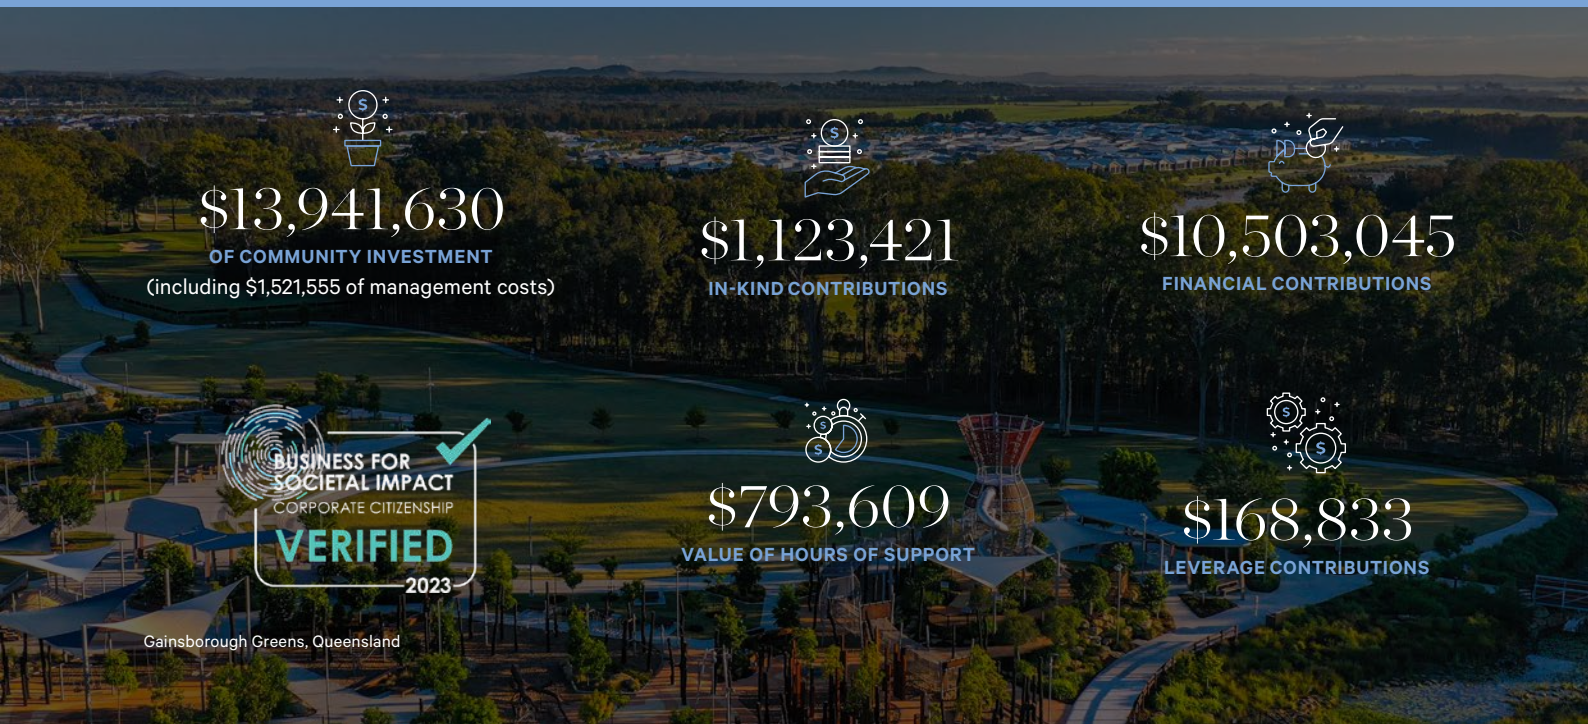 $13,941,630
OF COMMUNITY INVESTMENT
(including $1,521,555 of management costs)
$1,123,421
IN-KIND CONTRIBUTIONS
$10,503,045
FINANCIAL CONTRIBUTIONS
BUSINESS FOR
SOCIETAL IMPACT
CORPORATE CITIZENSHIP
VERIFIED
2023
$793,609
VALUE OF HOURS OF SUPPORT
$168,833
LEVERAGE CONTRIBUTIONS
Gainsborough Greens, Queensland